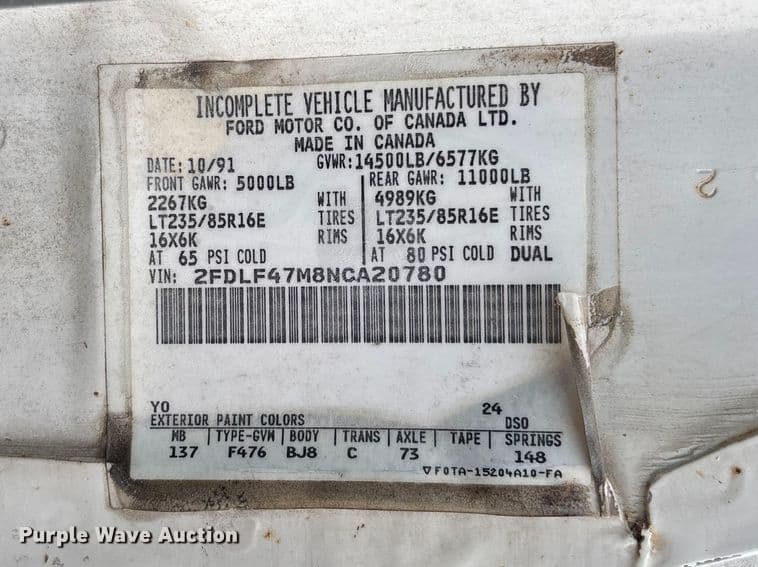 INCOMPLETE VEHICLE MANUFACTURED BY
FORD MOTOR CO. OF CANADA LTD.
MADE IN CANADA
DATE: 10/91 GVWR: 14500LB/6577KG
FRONT GAWR: 5000LB REAR GAWR: 11000LB
2267KG WITH 4989KG WITH
LT235/85R16E TIRES LT235/85R16E TIRES
16X6K RIMS 16X6K RIMS
AT 65 PSI COLD AT 80 PSI COLD DUAL
VIN: 2FDLF47M8NCA20780
YO 24
EXTERIOR PAINT COLORS DSO
WB TYPE-GVW BODY TRANS AXLE TAPE SPRINGS
137 F476 BJ8 C 73 148
▽ F0TA-15204A10-FA
2
Purple Wave Auction